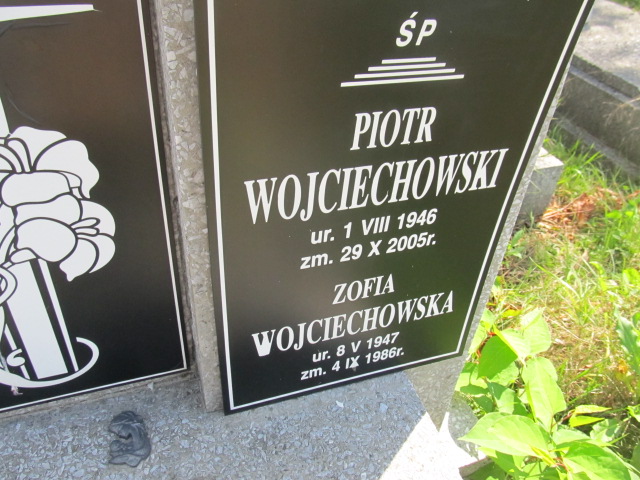 ŚP
PIOTR
WOJCIECHOWSKI
ur. 1 VIII 1946
zm. 29 X 2005r.
ZOFIA
WOJCIECHOWSKA
ur. 8 V 1947
zm. 4 IX 1986r.